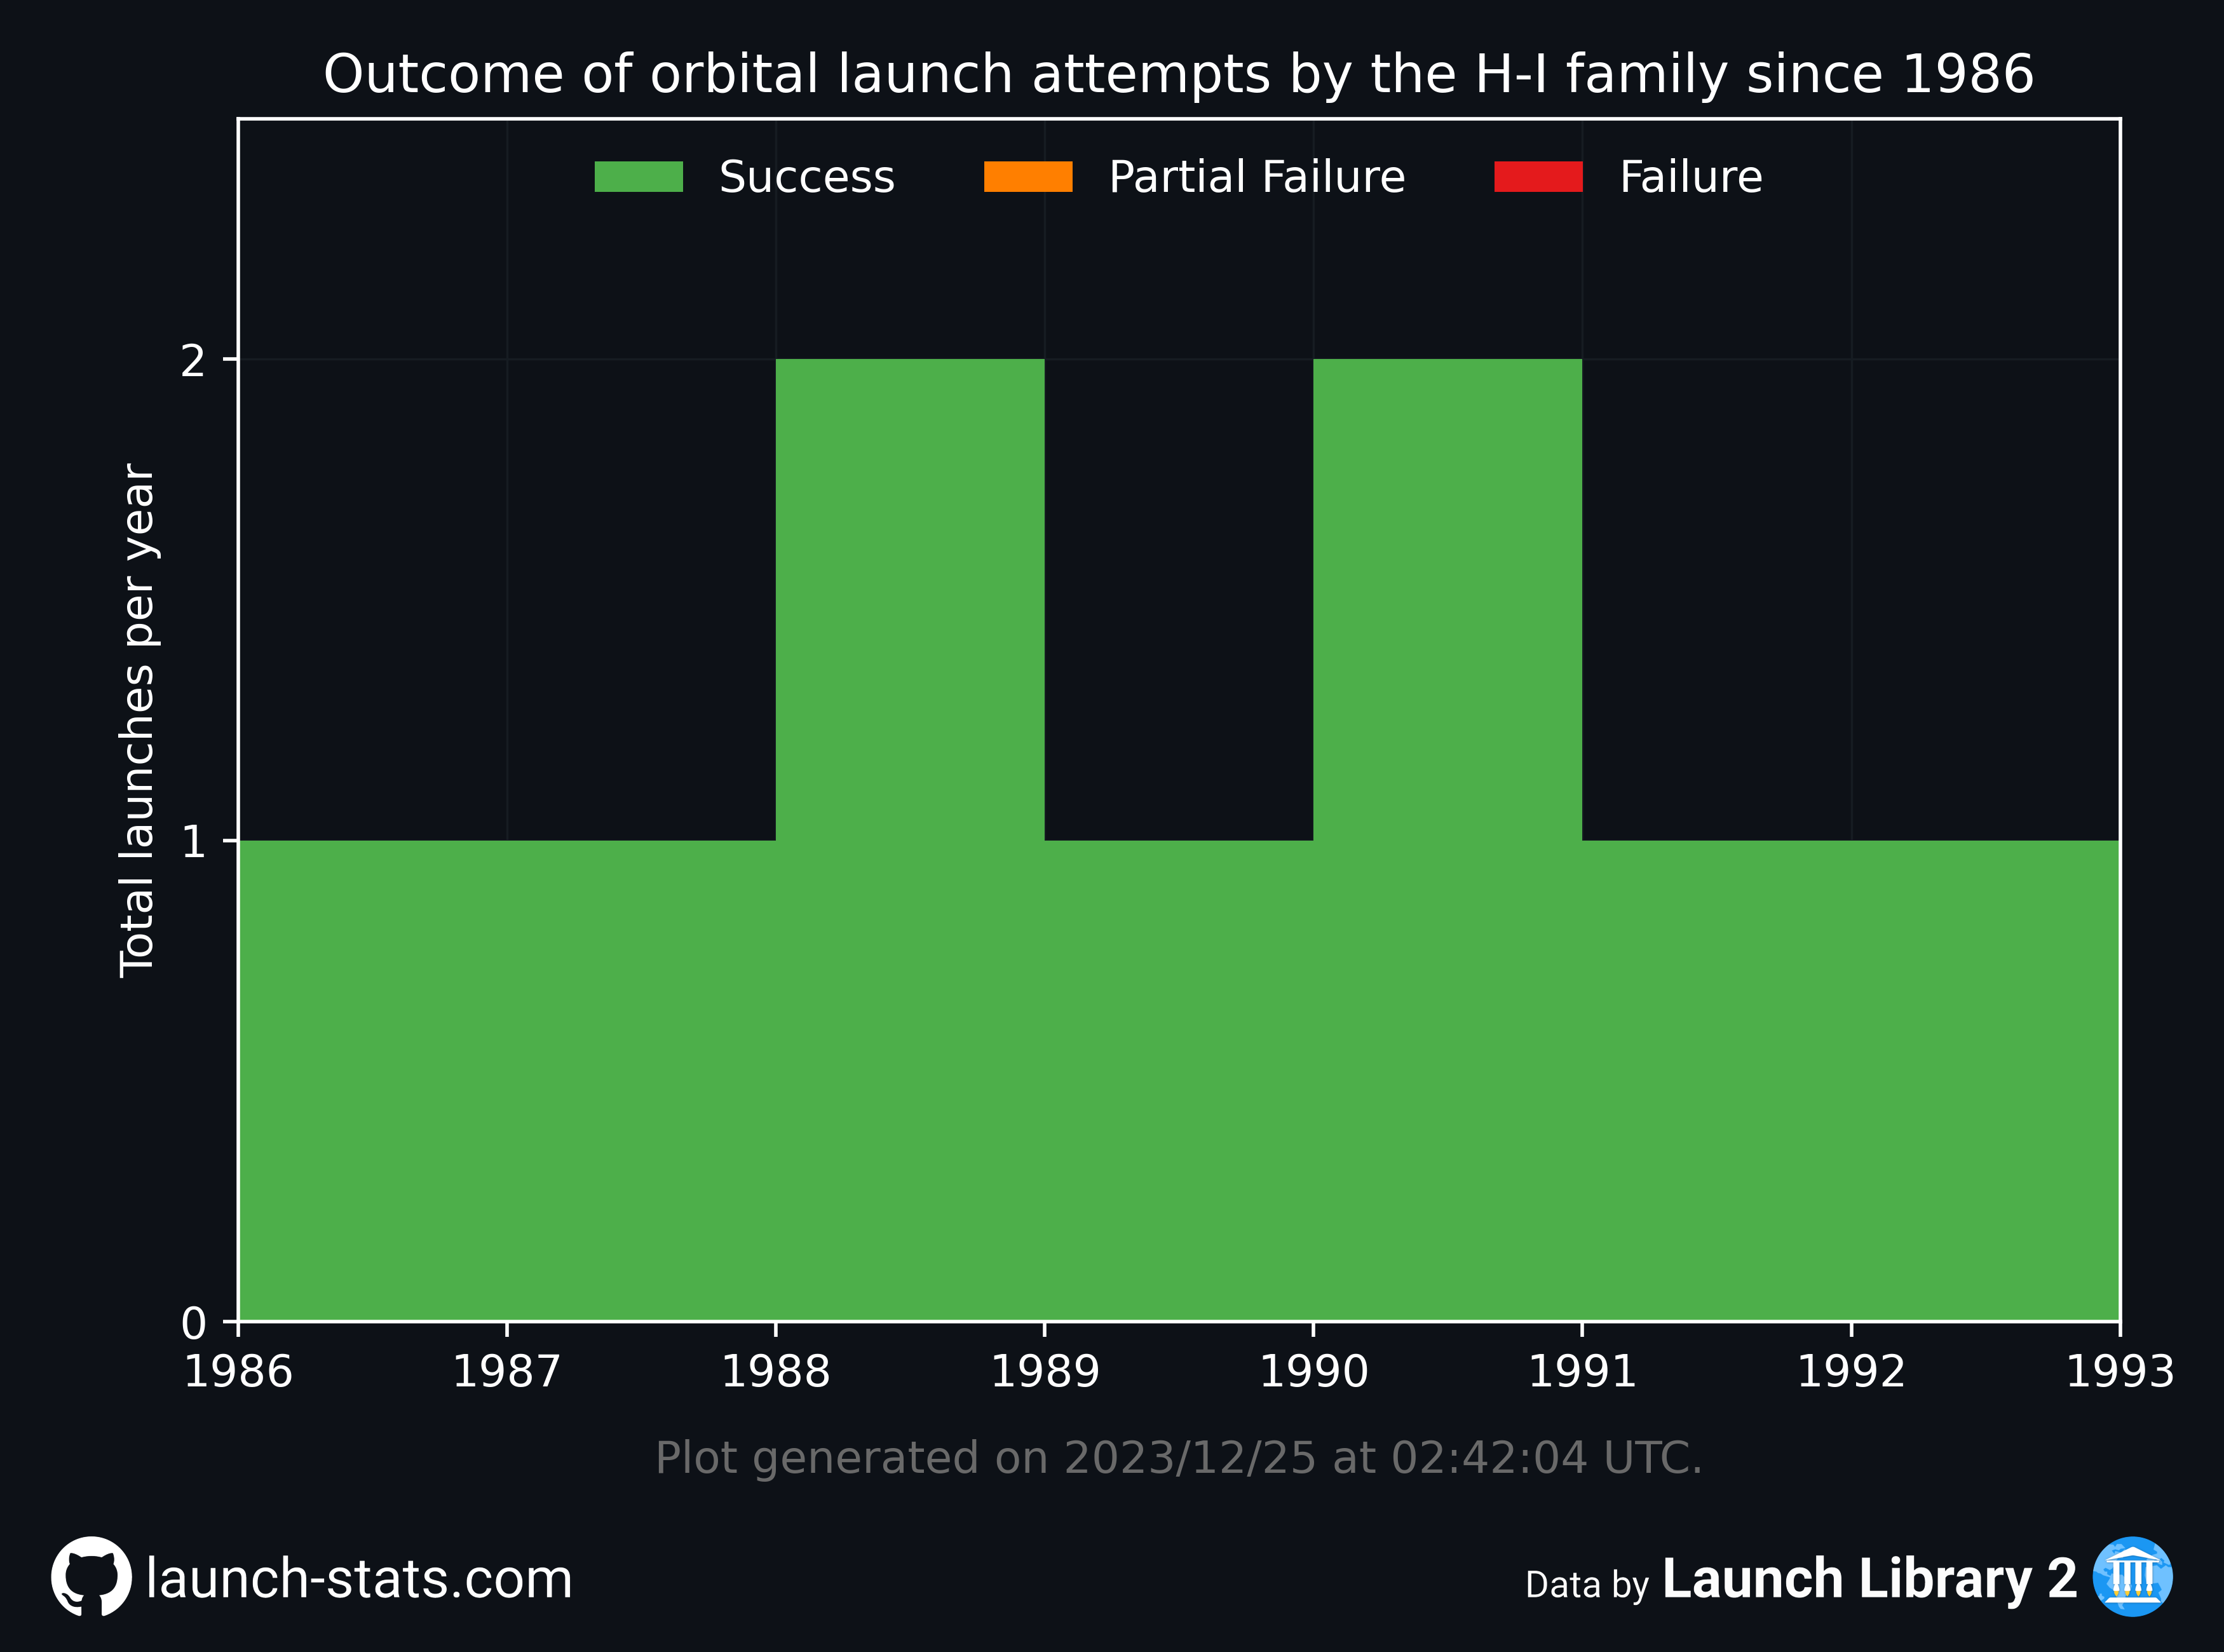 Outcome of orbital launch attempts by the H-I family since 1986
Success Partial Failure Failure
Total launches per year
2
1
0
1986 1987 1988 1989 1990 1991 1992 1993
Plot generated on 2023/12/25 at 02:42:04 UTC.
launch-stats.com
Data by Launch Library 2